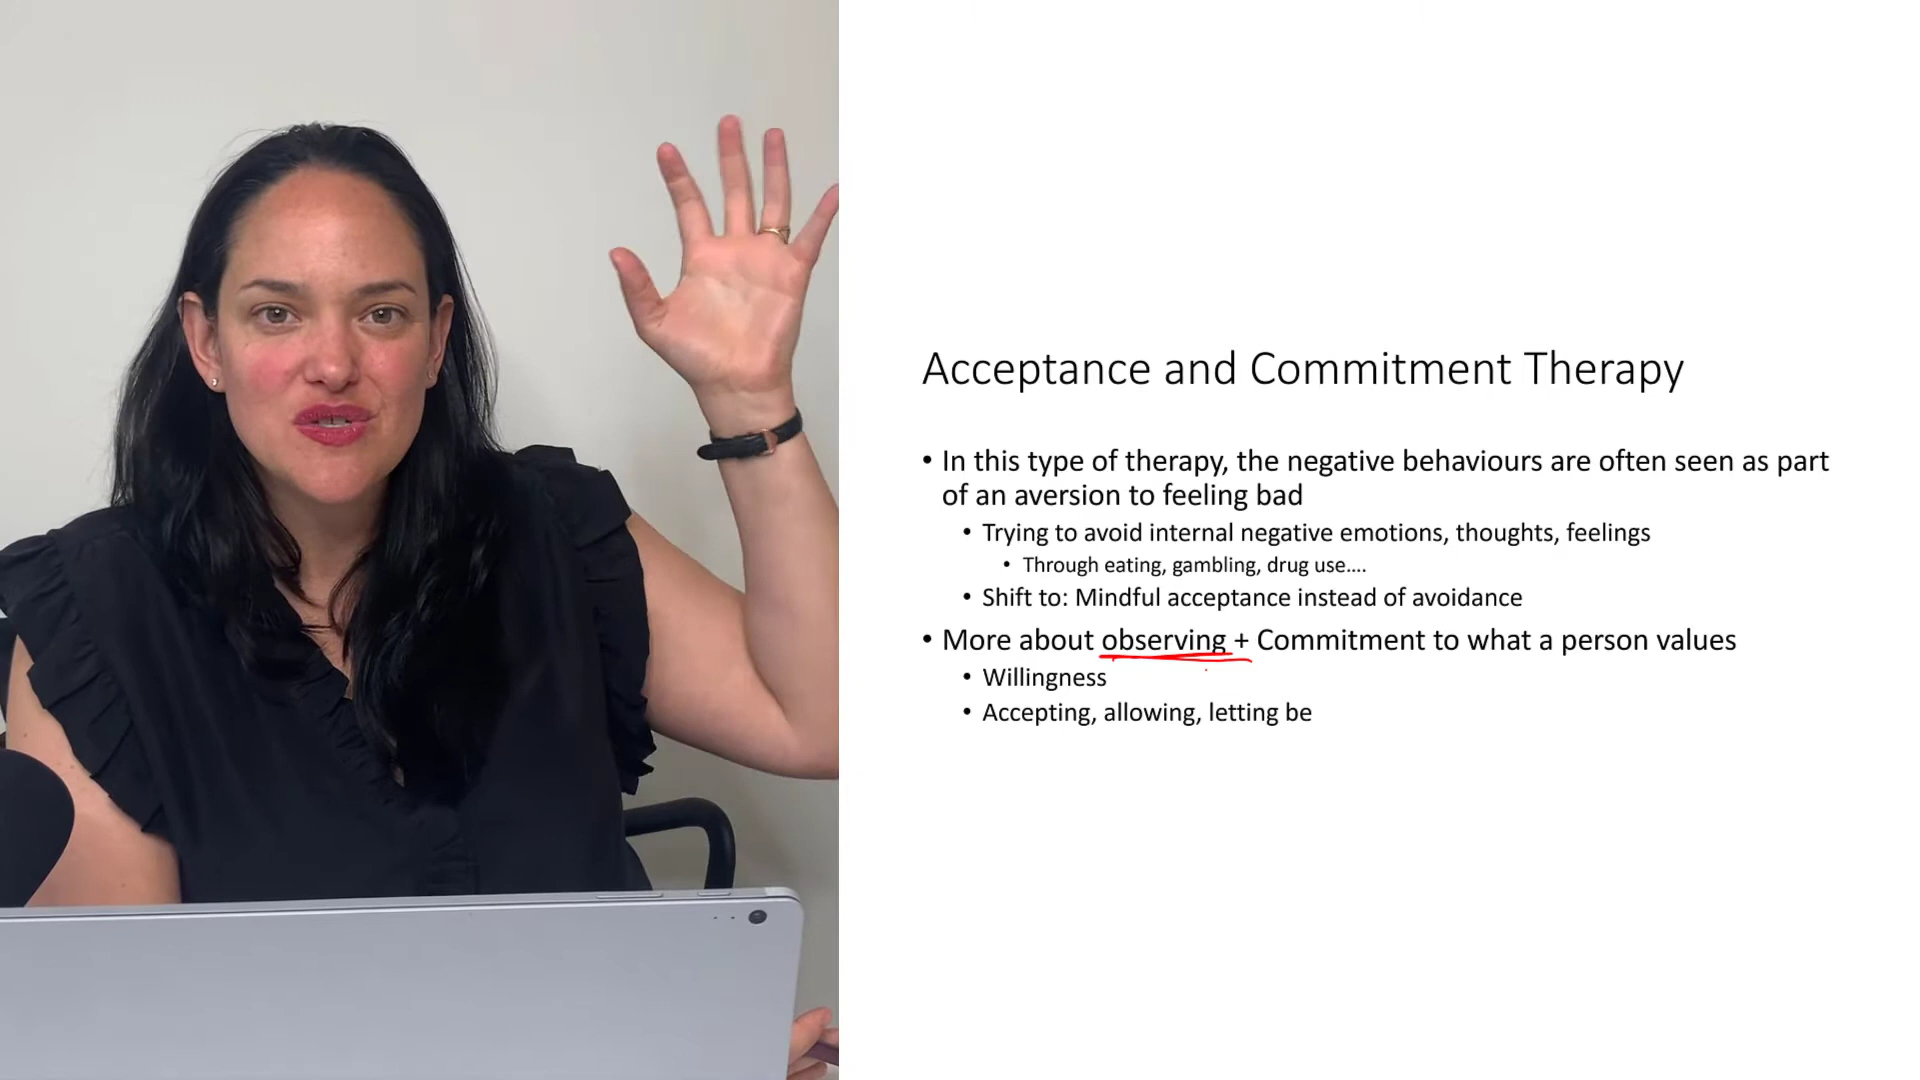 Acceptance and Commitment Therapy
• In this type of therapy, the negative behaviours are often seen as part
of an aversion to feeling bad
• Trying to avoid internal negative emotions, thoughts, feelings
• Through eating, gambling, drug use….
• Shift to: Mindful acceptance instead of avoidance
• More about observing + Commitment to what a person values
• Willingness
• Accepting, allowing, letting be